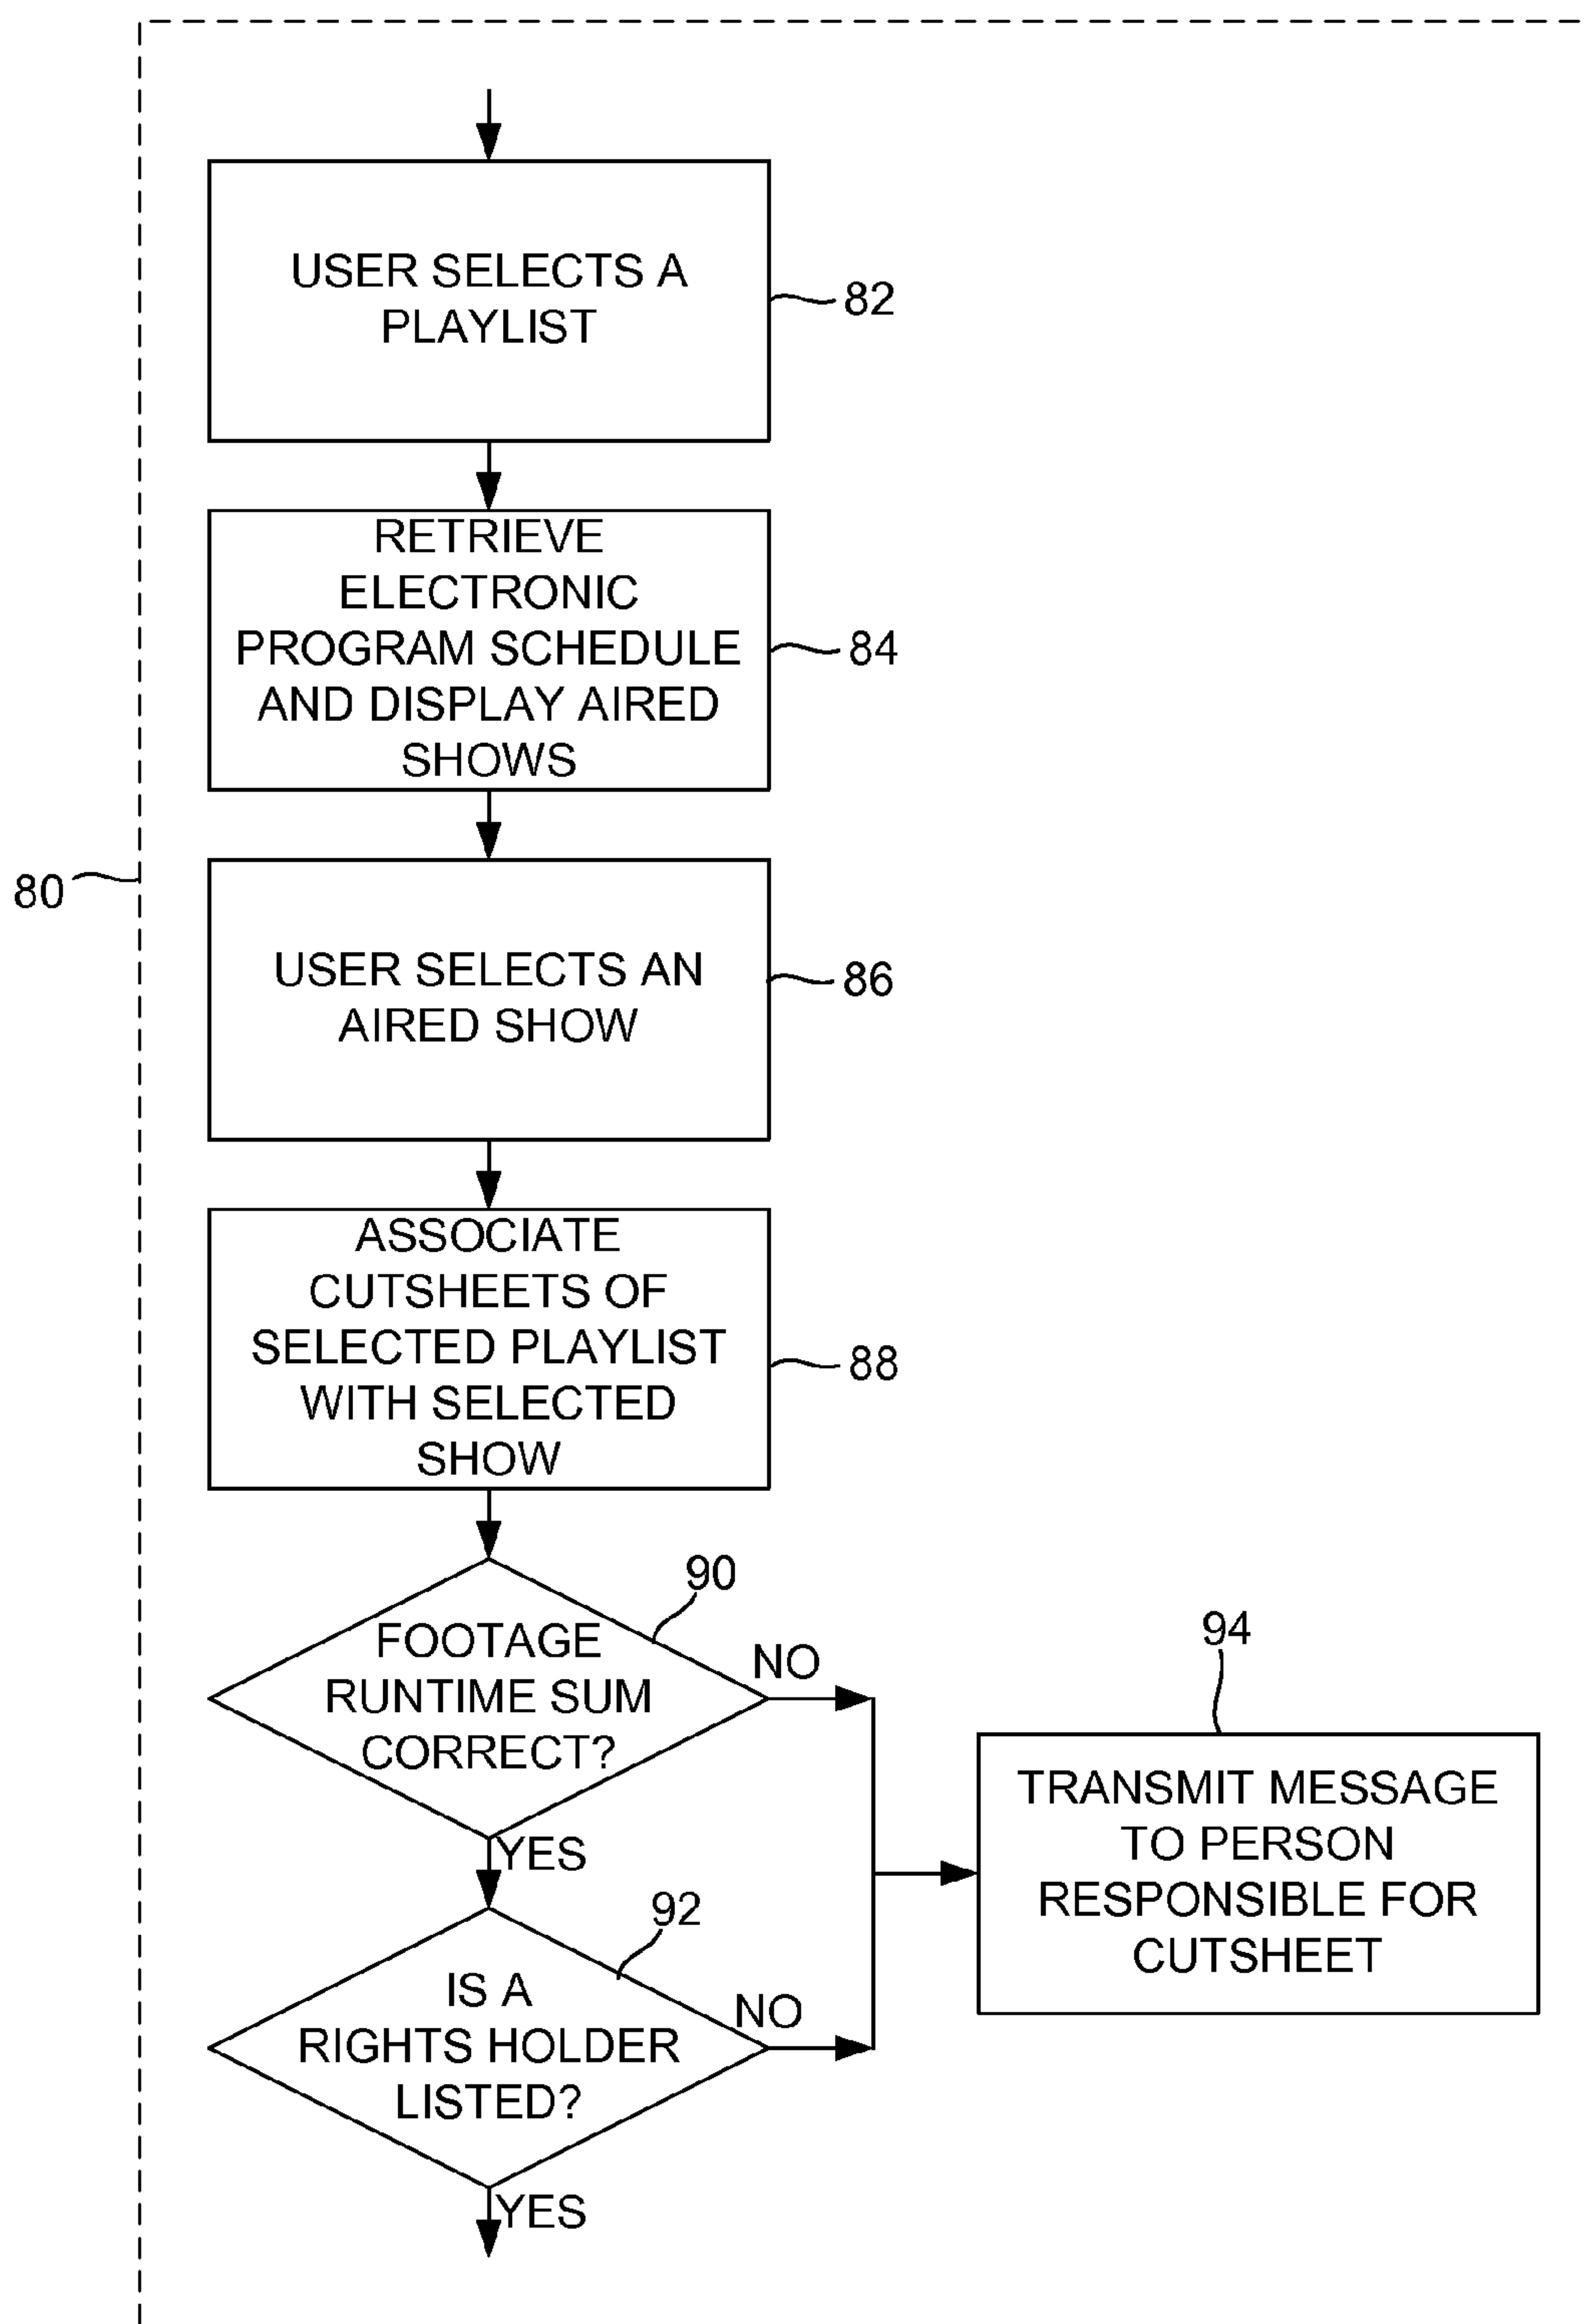 USER SELECTS A
PLAYLIST
82
RETRIEVE
ELECTRONIC
PROGRAM SCHEDULE
AND DISPLAY AIRED
SHOWS
84
80
USER SELECTS AN
AIRED SHOW
86
ASSOCIATE
CUTSHEETS OF
SELECTED PLAYLIST
WITH SELECTED
SHOW
88
90
FOOTAGE
RUNTIME SUM
CORRECT?
NO
YES
94
TRANSMIT MESSAGE
TO PERSON
RESPONSIBLE FOR
CUTSHEET
92
IS A
RIGHTS HOLDER
LISTED?
NO
YES